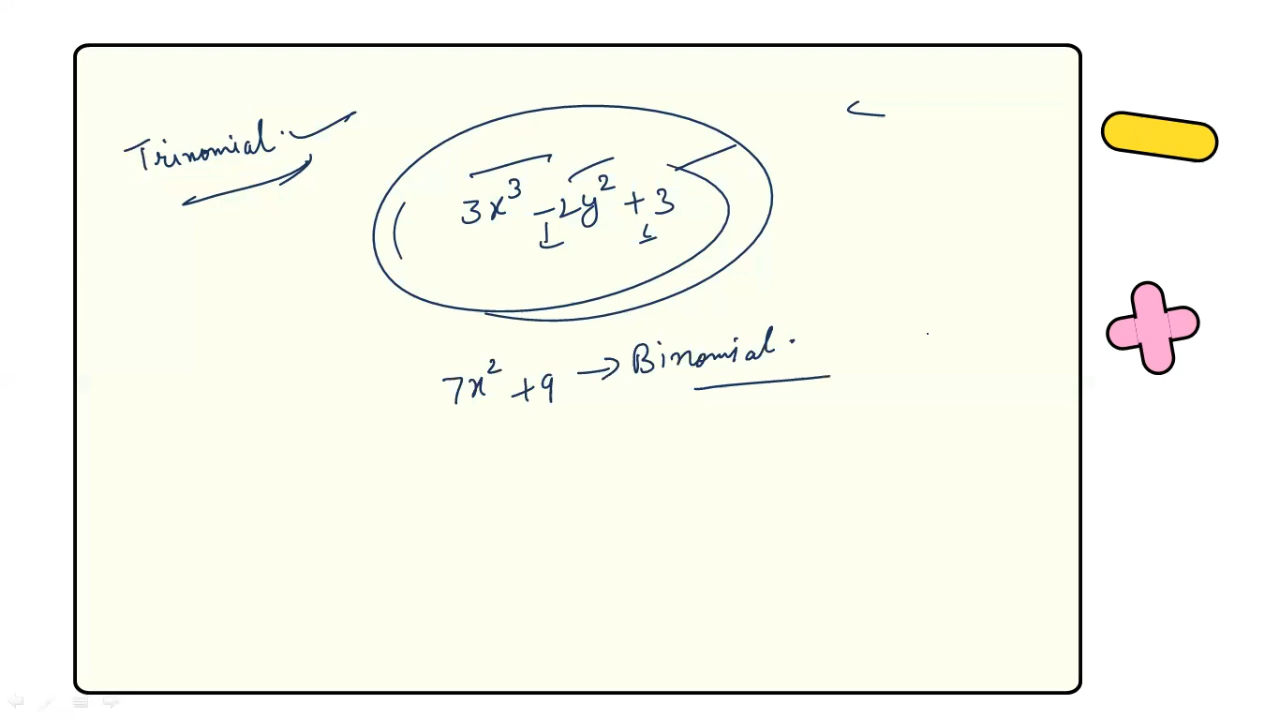 Trinomial.
3x³ - 2y² + 3
7x² + 9 → Binomial.